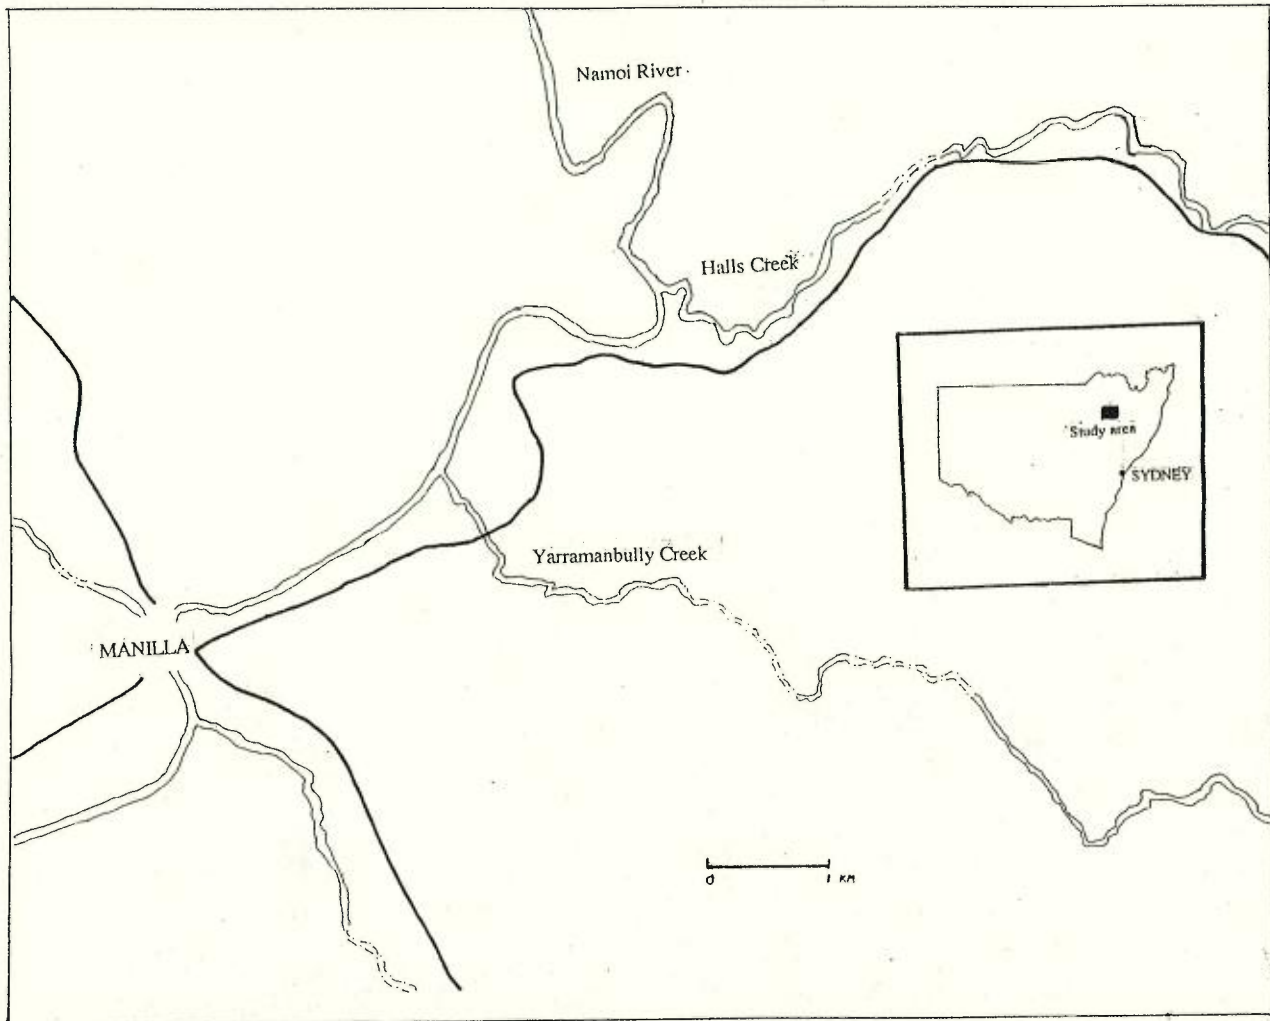 Namoi River
Halls Creek
Study area
SYDNEY
Yarramanbully Creek
MANILLA
0 1 KM